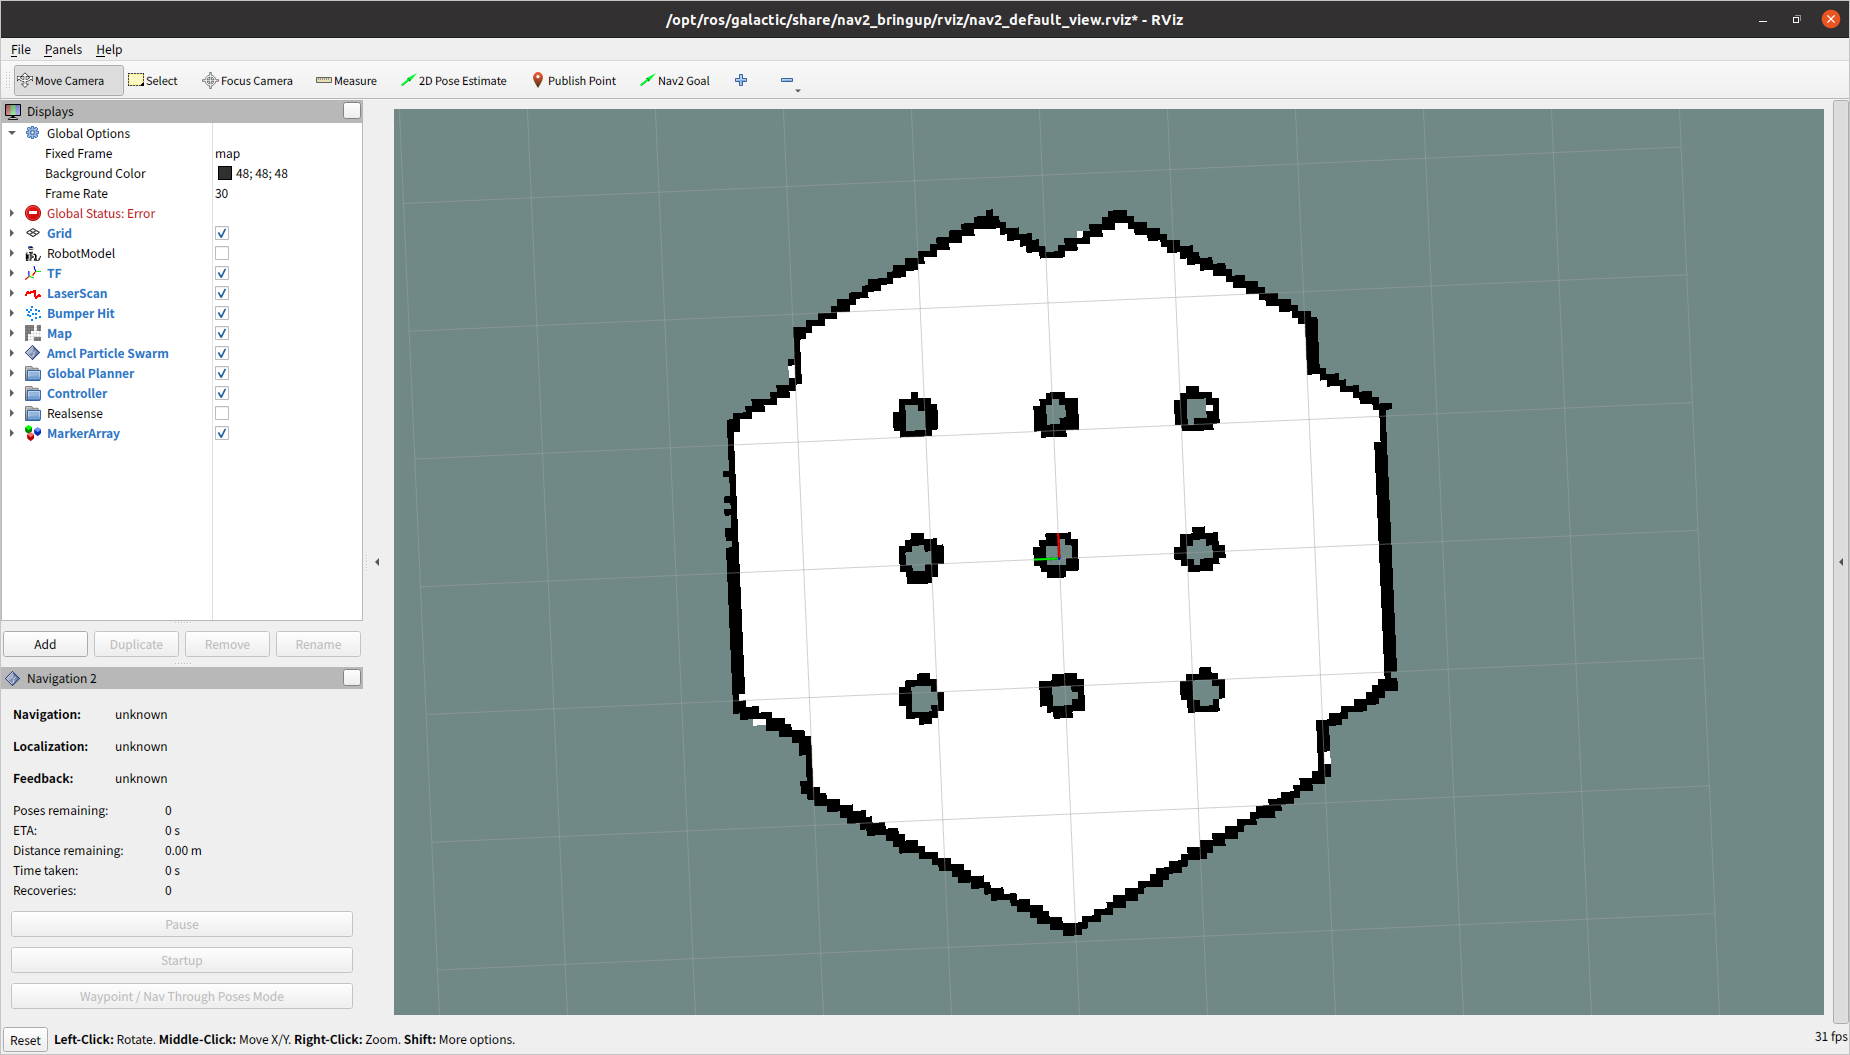 /opt/ros/galactic/share/nav2_bringup/rviz/nav2_default_view.rviz* - RViz
File Panels Help
Move Camera Select Focus Camera Measure 2D Pose Estimate Publish Point Nav2 Goal
Displays
Global Options
Fixed Frame map
Background Color 48; 48; 48
Frame Rate 30
Global Status: Error
Grid
RobotModel
TF
LaserScan
Bumper Hit
Map
Amcl Particle Swarm
Global Planner
Controller
Realsense
MarkerArray
Add Duplicate Remove Rename
Navigation 2
Navigation: unknown
Localization: unknown
Feedback: unknown
Poses remaining: 0
ETA: 0 s
Distance remaining: 0.00 m
Time taken: 0 s
Recoveries: 0
Pause
Startup
Waypoint / Nav Through Poses Mode
Reset Left-Click: Rotate. Middle-Click: Move X/Y. Right-Click: Zoom. Shift: More options. 31 fps